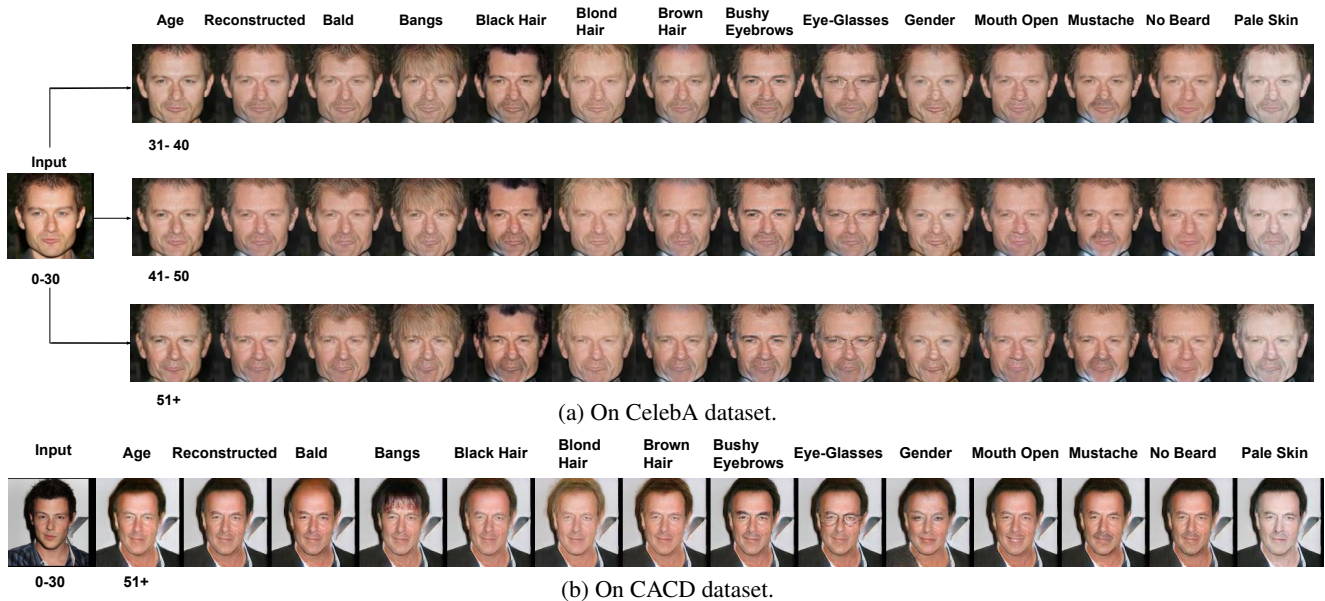 Age Reconstructed Bald Bangs Black Hair Blond Hair Brown Hair Bushy Eyebrows Eye-Glasses Gender Mouth Open Mustache No Beard Pale Skin
31- 40
Input
0-30
41- 50
51+
(a) On CelebA dataset.
Input Age Reconstructed Bald Bangs Black Hair Blond Hair Brown Hair Bushy Eyebrows Eye-Glasses Gender Mouth Open Mustache No Beard Pale Skin
0-30 51+
(b) On CACD dataset.